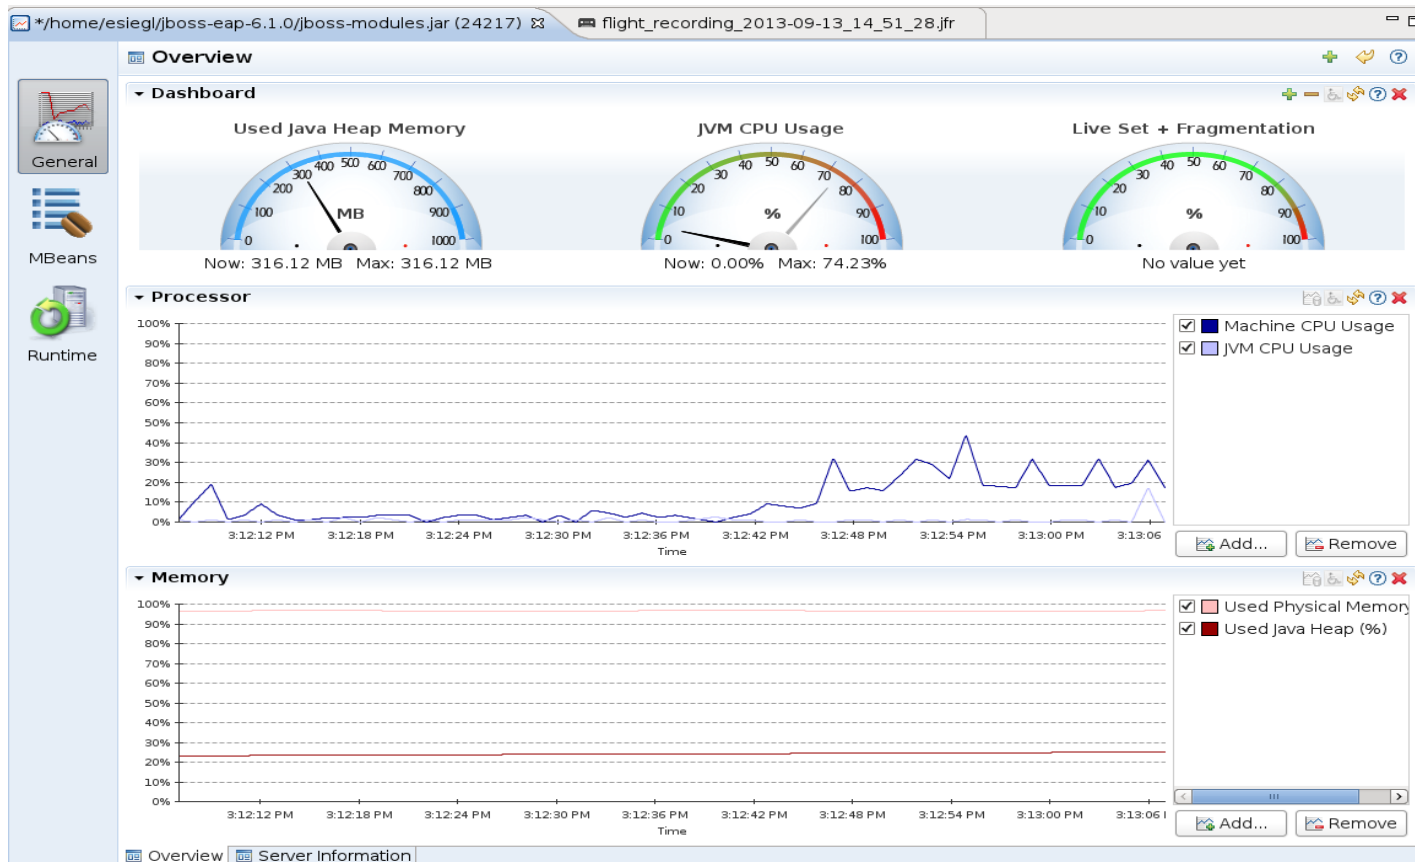 */home/esiegl/jboss-eap-6.1.0/jboss-modules.jar (24217) flight_recording_2013-09-13_14_51_28.jfr
Overview
General
MBeans
Runtime
Dashboard
Used Java Heap Memory
0 100 200 300 400 500 600 700 800 900 1000
MB
Now: 316.12 MB Max: 316.12 MB
JVM CPU Usage
0 10 20 30 40 50 60 70 80 90 100
%
Now: 0.00% Max: 74.23%
Live Set + Fragmentation
0 10 20 30 40 50 60 70 80 90 100
%
No value yet
Processor
100%
90%
80%
70%
60%
50%
40%
30%
20%
10%
0%
3:12:12 PM 3:12:18 PM 3:12:24 PM 3:12:30 PM 3:12:36 PM 3:12:42 PM 3:12:48 PM 3:12:54 PM 3:13:00 PM 3:13:06
Time
Machine CPU Usage
JVM CPU Usage
Add... Remove
Memory
100%
90%
80%
70%
60%
50%
40%
30%
20%
10%
0%
3:12:12 PM 3:12:18 PM 3:12:24 PM 3:12:30 PM 3:12:36 PM 3:12:42 PM 3:12:48 PM 3:12:54 PM 3:13:00 PM 3:13:06
Time
Used Physical Memory
Used Java Heap (%)
Add... Remove
Overview Server Information